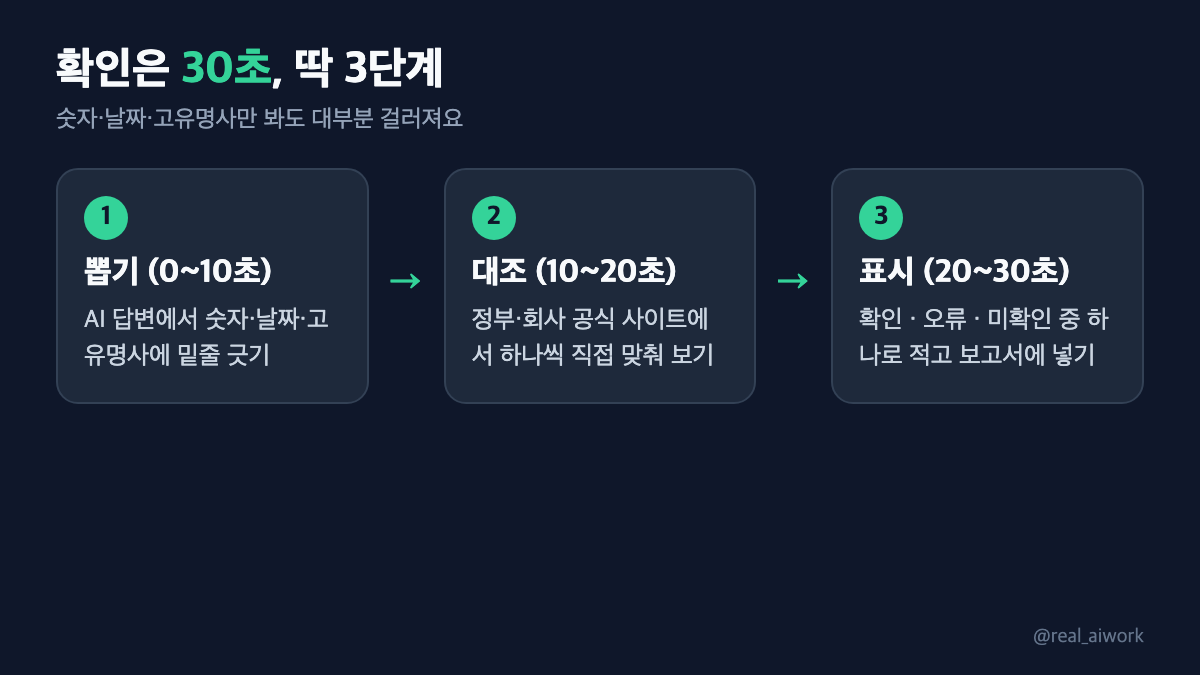 확인은 30초, 딱 3단계
숫자·날짜·고유명사만 봐도 대부분 걸러져요
1
뽑기 (0~10초)
AI 답변에서 숫자·날짜·고
유명사에 밑줄 긋기
→
2
대조 (10~20초)
정부·회사 공식 사이트에
서 하나씩 직접 맞춰 보기
→
3
표시 (20~30초)
확인 · 오류 · 미확인 중 하
나로 적고 보고서에 넣기
@real_aiwork